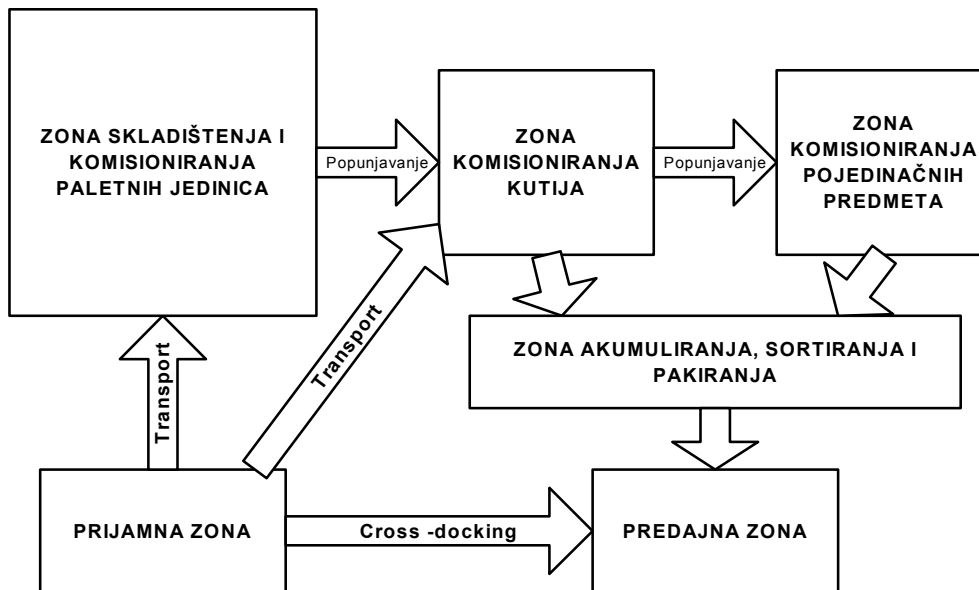 ZONA SKLADIŠTENJA I
KOMISIONIRANJA
PALETNIH JEDINICA
Popunjavanje
ZONA
KOMISIONIRANJA
KUTIJA
Popunjavanje
ZONA
KOMISIONIRANJA
POJEDINAČNIH
PREDMETA
Transport
Transport
ZONA AKUMULIRANJA, SORTIRANJA I
PAKIRANJA
PRIJAMNA ZONA
Cross -docking
PREDAJNA ZONA